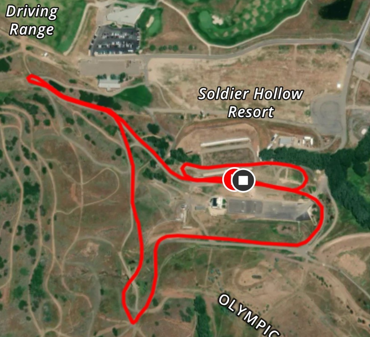 Driving
Range
Soldier Hollow
Resort
OLYMPIC